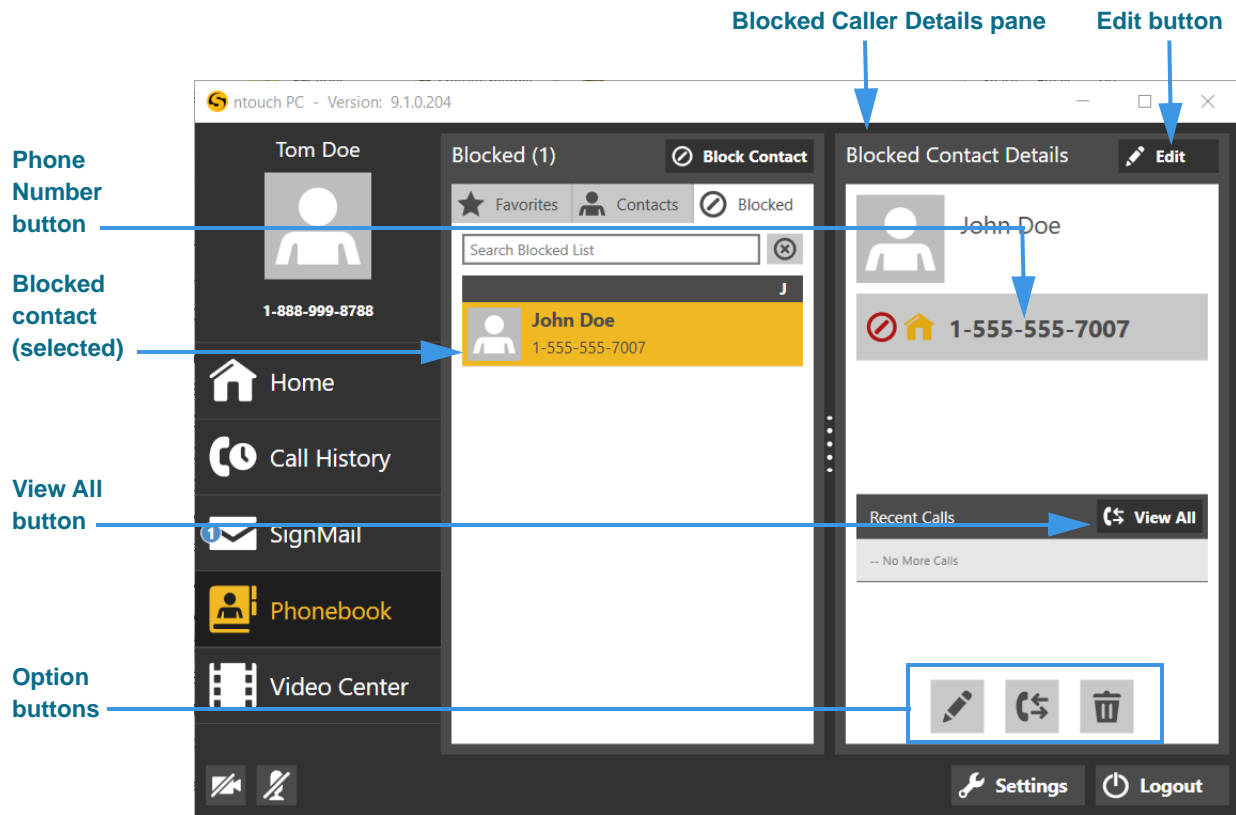 Blocked Caller Details pane
Edit button
ntouch PC - Version: 9.1.0.204
Phone
Number
button
Blocked
contact
(selected)
View All
button
Option
buttons
Tom Doe
1-888-999-8788
Home
Call History
1
SignMail
Phonebook
Video Center
Blocked (1)
Block Contact
Favorites
Contacts
Blocked
Search Blocked List
J
John Doe
1-555-555-7007
Blocked Contact Details
Edit
John Doe
1-555-555-7007
Recent Calls
View All
-- No More Calls
Settings
Logout